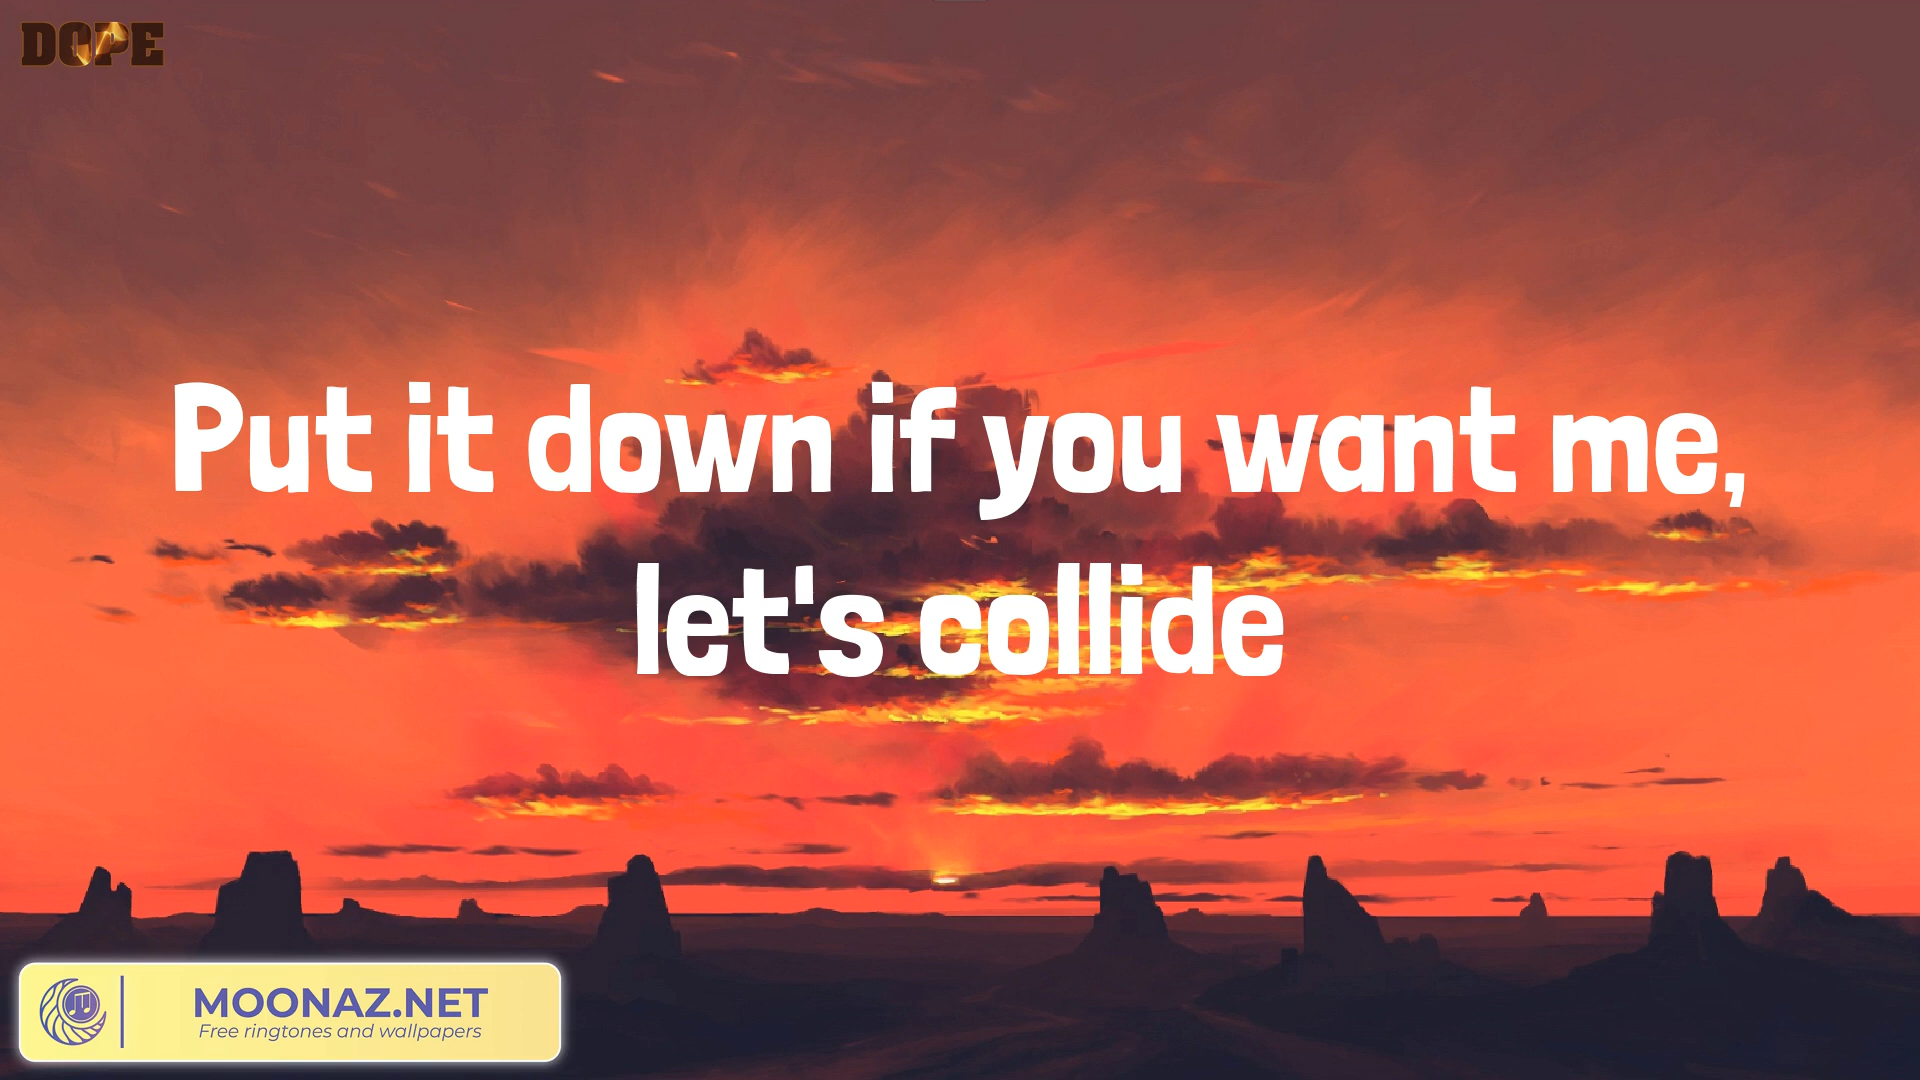 DOPE
Put it down if you want me,
let's collide
MOONAZ.NET
Free ringtones and wallpapers